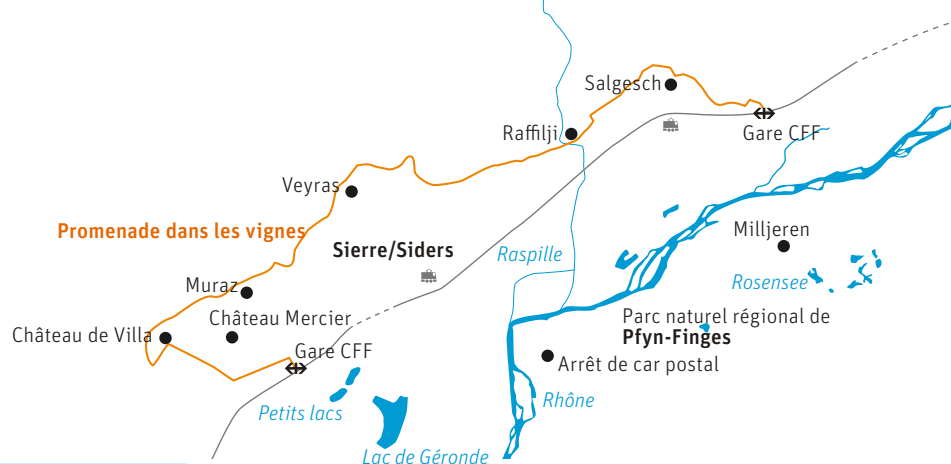 Salgesch
Raffilji
Gare CFF
Veyras
Promenade dans les vignes
Milljeren
Sierre/Siders
Raspille
Rosensee
Muraz
Château Mercier
Parc naturel régional de
Pfyn-Finges
Château de Villa
Gare CFF
Arrêt de car postal
Rhône
Petits lacs
Lac de Géronde